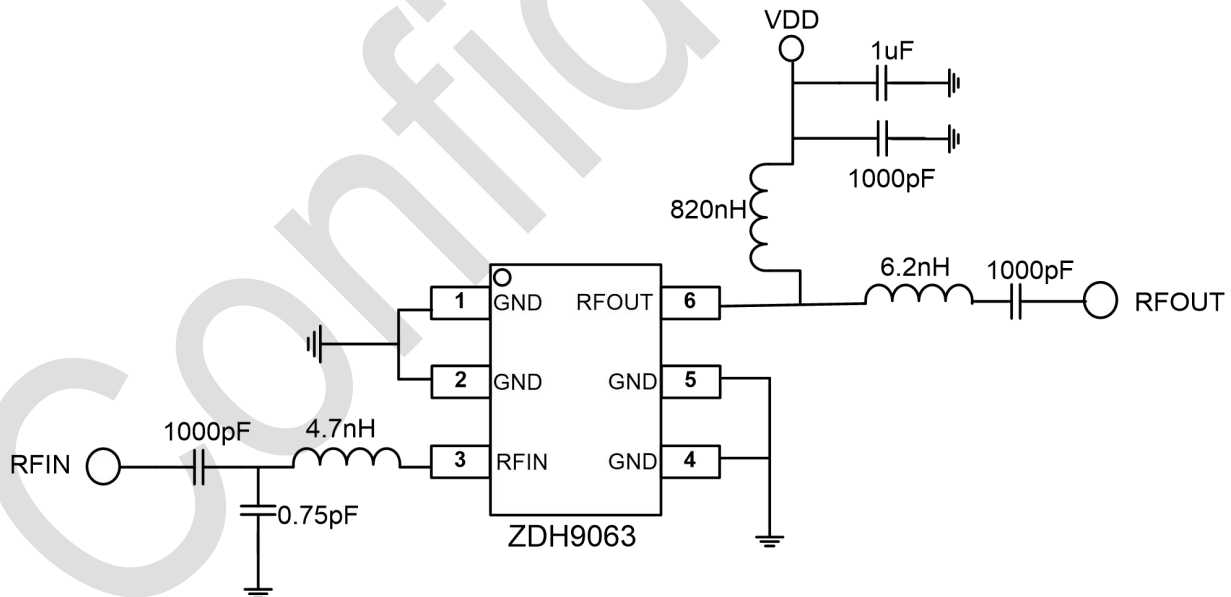 Confid
VDD
1uF
1000pF
820nH
6.2nH
1000pF
RFOUT
1
GND
RFOUT
6
2
GND
GND
5
1000pF
4.7nH
RFIN
3
RFIN
GND
4
0.75pF
ZDH9063